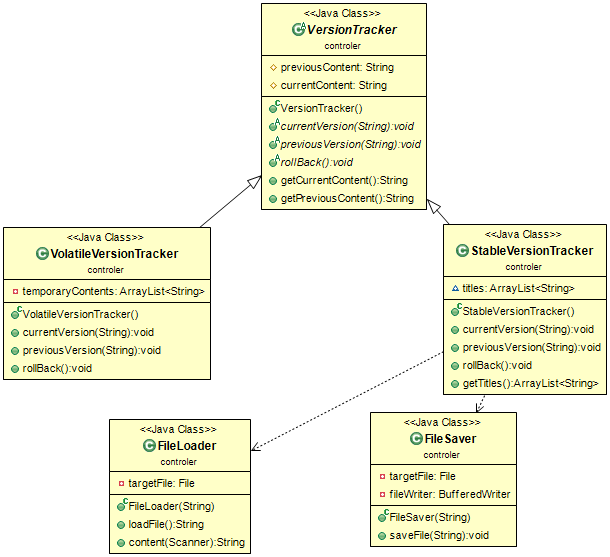 <<Java Class>>
VersionTracker
controler
previousContent: String
currentContent: String
VersionTracker()
currentVersion(String):void
previousVersion(String):void
rollBack():void
getCurrentContent():String
getPreviousContent():String
<<Java Class>>
VolatileVersionTracker
controler
temporaryContents: ArrayList<String>
VolatileVersionTracker()
currentVersion(String):void
previousVersion(String):void
rollBack():void
<<Java Class>>
StableVersionTracker
controler
titles: ArrayList<String>
StableVersionTracker()
currentVersion(String):void
previousVersion(String):void
rollBack():void
getTitles():ArrayList<String>
<<Java Class>>
FileLoader
controler
targetFile: File
FileLoader(String)
loadFile():String
content(Scanner):String
<<Java Class>>
FileSaver
controler
targetFile: File
fileWriter: BufferedWriter
FileSaver(String)
saveFile(String):void